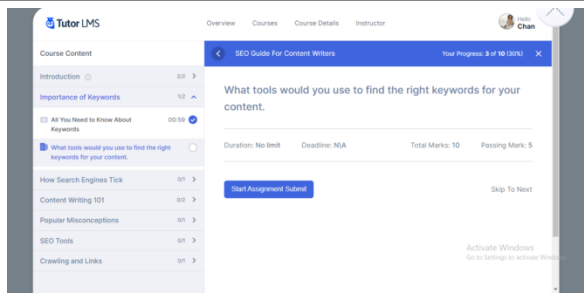 Tutor LMS
Overview Courses Course Details Instructor
Hello
Chan
Course Content
SEO Guide For Content Writers
Your Progress: 3 of 10 (30%)
Introduction
2/2
Importance of Keywords
1/2
All You Need to Know About
Keywords
00:50
What tools would you use to find the right
keywords for your content.
How Search Engines Tick
0/1
Content Writing 101
0/2
Popular Misconceptions
0/1
SEO Tools
0/1
Crawling and Links
0/1
What tools would you use to find the right keywords for your
content.
Duration: No limit Deadline: N\A Total Marks: 10 Passing Mark: 5
Start Assignment Submit
Skip To Next
Activate Windows
Go to Settings to activate Windows.